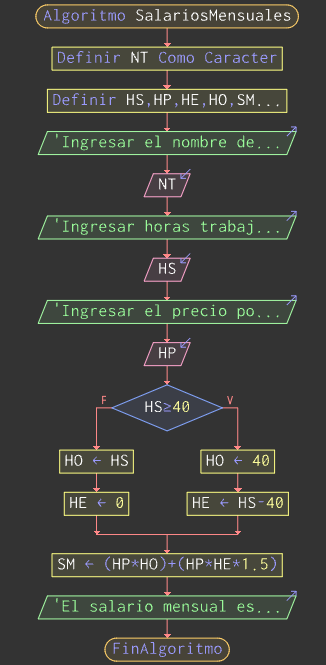 Algoritmo SalariosMensuales
Definir NT Como Caracter
Definir HS,HP,HE,HO,SM...
'Ingresar el nombre de...
NT
'Ingresar horas trabaj...
HS
'Ingresar el precio po...
HP
HS≥40
F
V
HO ← HS
HO ← 40
HE ← 0
HE ← HS-40
SM ← (HP*HO)+(HP*HE*1.5)
'El salario mensual es...
FinAlgoritmo